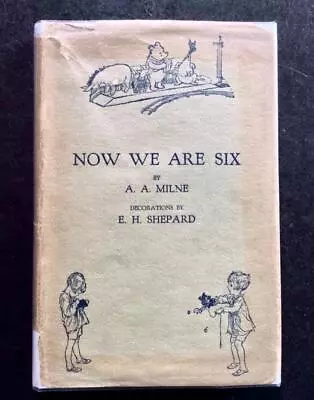 NOW WE ARE SIX
BY
A. A. MILNE
DECORATIONS BY
E. H. SHEPARD